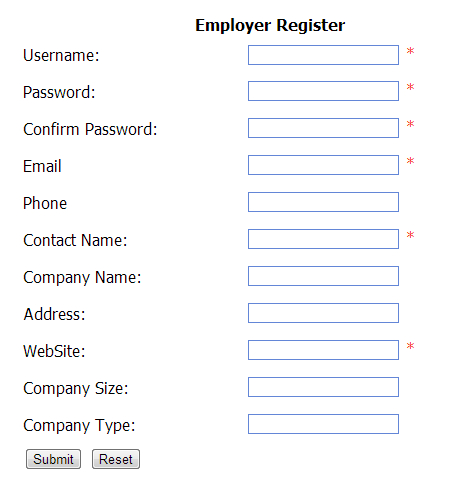 Employer Register
Username: *
Password: *
Confirm Password: *
Email *
Phone
Contact Name: *
Company Name:
Address:
WebSite: *
Company Size:
Company Type:
Submit Reset